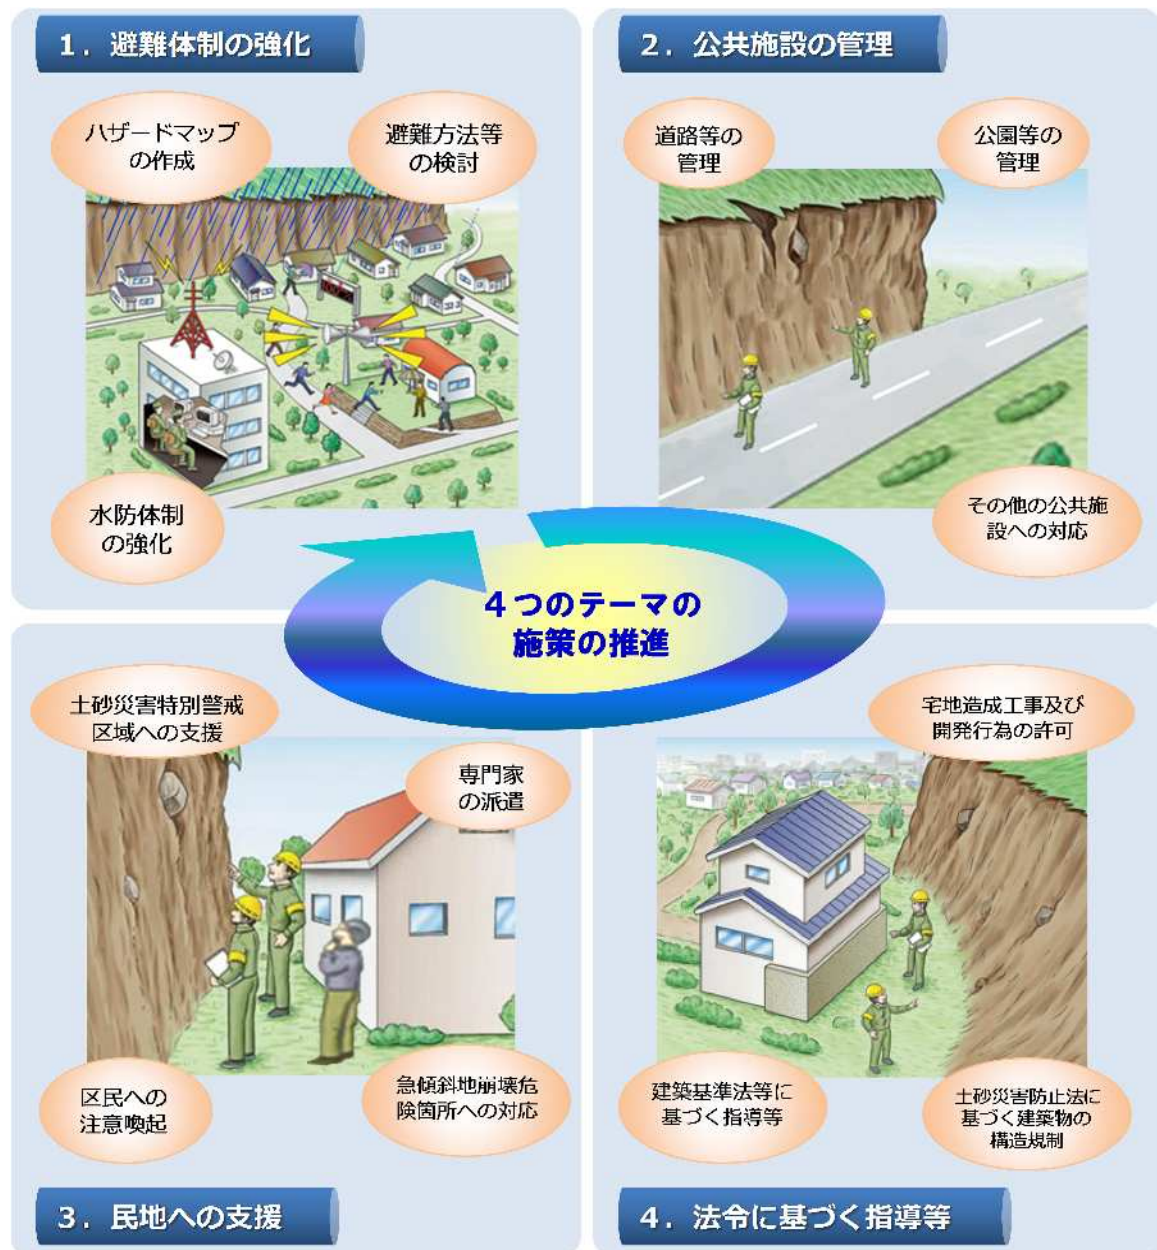 1. 避難体制の強化
ハザードマップ
の作成
避難方法等
の検討
水防体制
の強化
2. 公共施設の管理
道路等の
管理
公園等の
管理
その他の公共施
設への対応
4つのテーマの
施策の推進
土砂災害特別警戒
区域への支援
専門家
の派遣
区民への
注意喚起
急傾斜地崩壊危
険箇所への対応
3. 民地への支援
宅地造成工事及び
開発行為の許可
建築基準法等に
基づく指導等
土砂災害防止法に
基づく建築物の
構造規制
4. 法令に基づく指導等